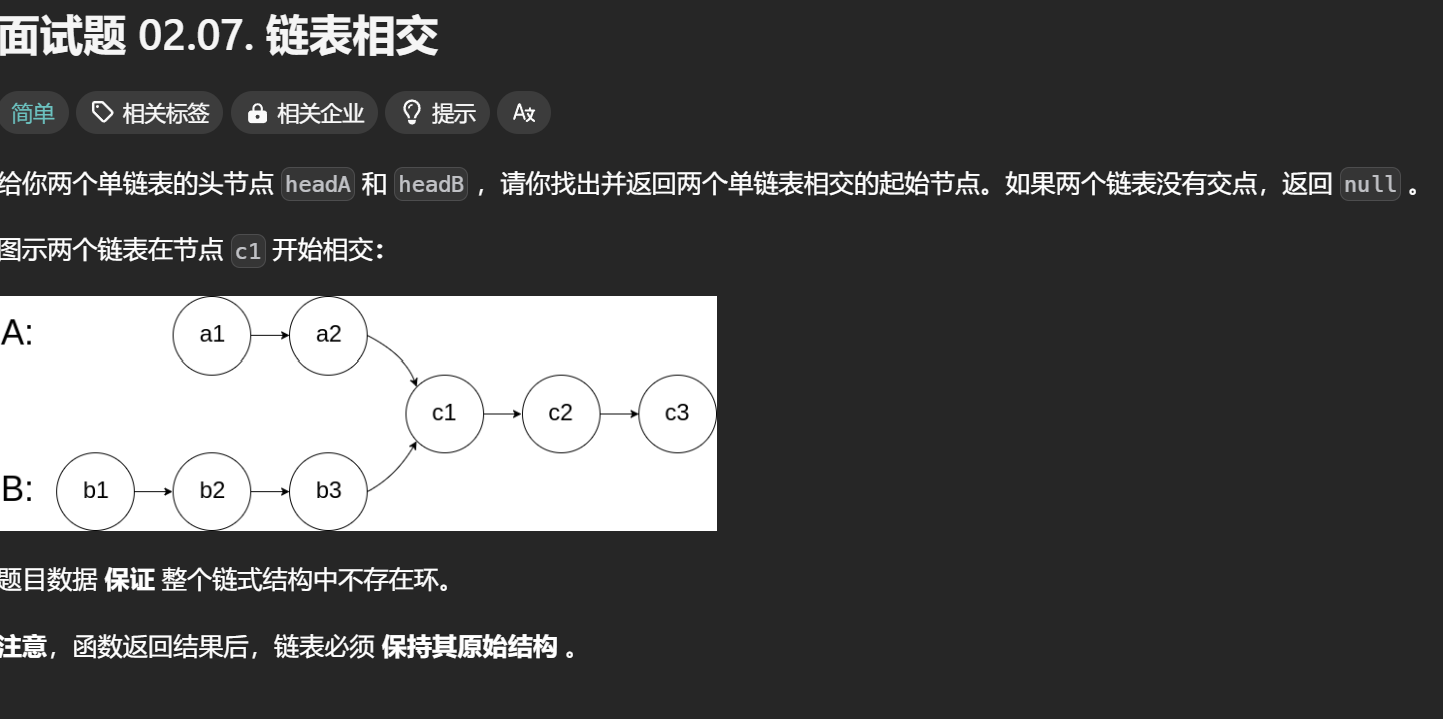 面试题 02.07. 链表相交
简单 相关标签 相关企业 提示 A文
给你两个单链表的头节点 headA 和 headB ，请你找出并返回两个单链表相交的起始节点。如果两个链表没有交点，返回 null 。
图示两个链表在节点 c1 开始相交：
A: a1 a2
c1 c2 c3
B: b1 b2 b3
题目数据 保证 整个链式结构中不存在环。
注意，函数返回结果后，链表必须 保持其原始结构 。